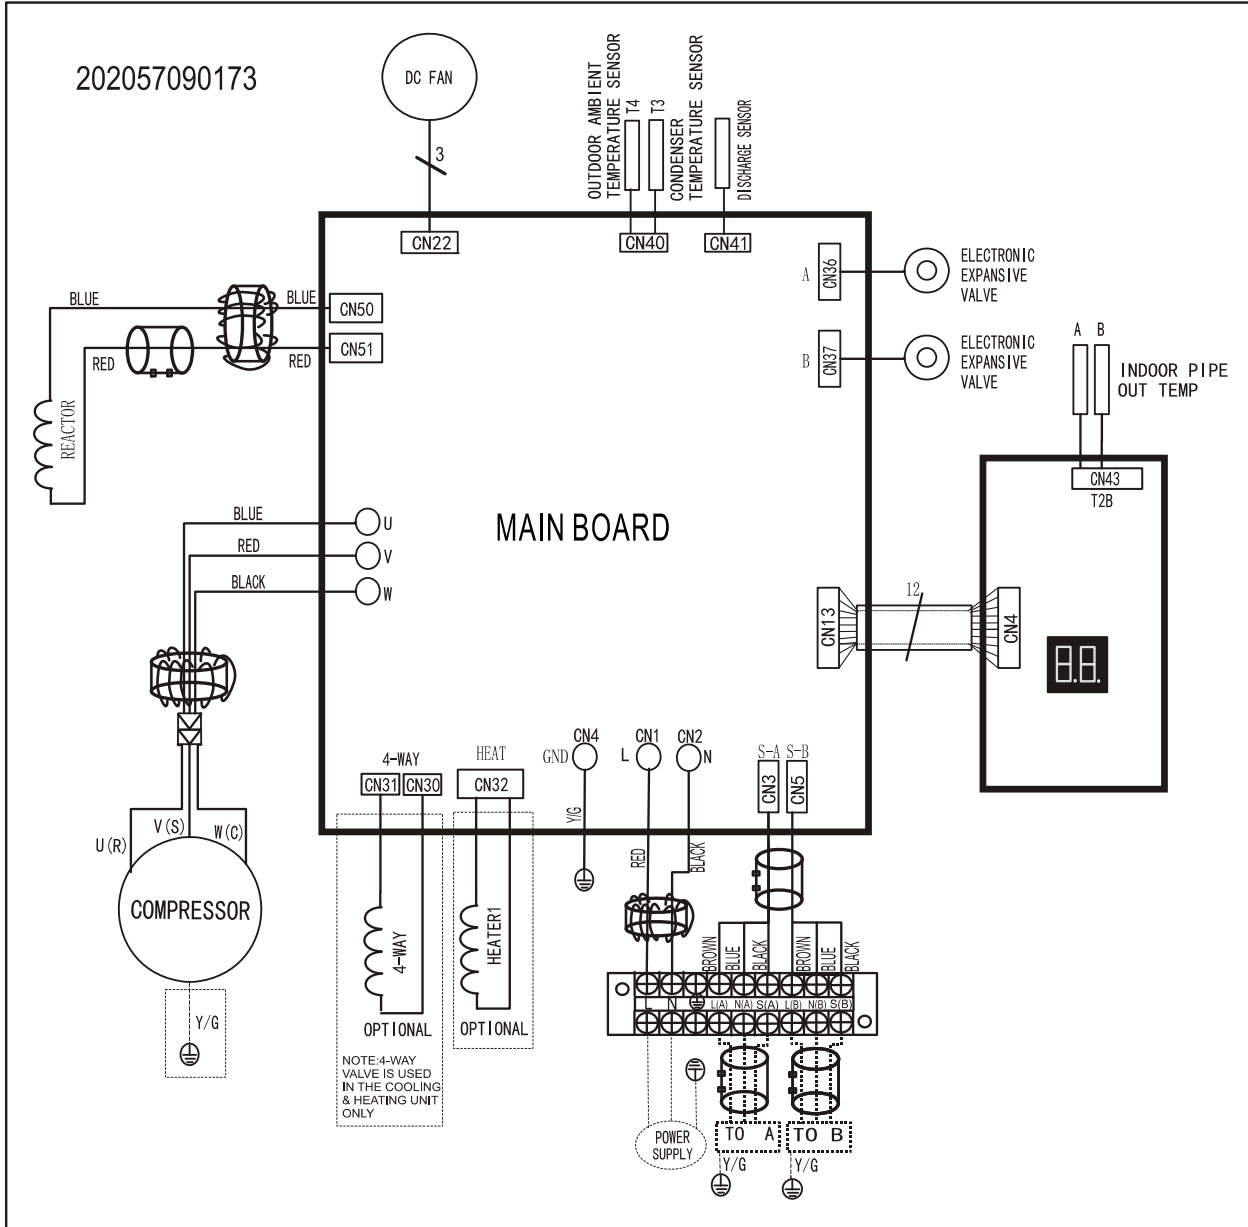 202057090173
DC FAN
3
OUTDOOR AMBIENT
TEMPERATURE SENSOR
T4
T3
CONDENSER
TEMPERATURE SENSOR
DISCHARGE SENSOR
CN22
CN40
CN41
A
CN36
ELECTRONIC
EXPANSIVE
VALVE
B
CN37
ELECTRONIC
EXPANSIVE
VALVE
BLUE
BLUE
CN50
RED
RED
CN51
REACTOR
A B
INDOOR PIPE
OUT TEMP
CN43
T2B
MAIN BOARD
BLUE
U
RED
V
BLACK
W
CN13
12
CN4
8.8.
4-WAY
CN31
CN30
HEAT
CN32
CN4
GND
CN1
L
CN2
N
S-A
S-B
CN3
CN5
Y/G
RED
BLACK
U(R)
V(S)
W(C)
COMPRESSOR
Y/G
4-WAY
OPTIONAL
NOTE:4-WAY
VALVE IS USED
IN THE COOLING
& HEATING UNIT
ONLY
HEATER1
OPTIONAL
BROWN
BLUE
BLACK
BROWN
BLUE
BLACK
L N L(A) N(A) S(A) L(B) N(B) S(B)
POWER
SUPPLY
TO A
TO B
Y/G
Y/G